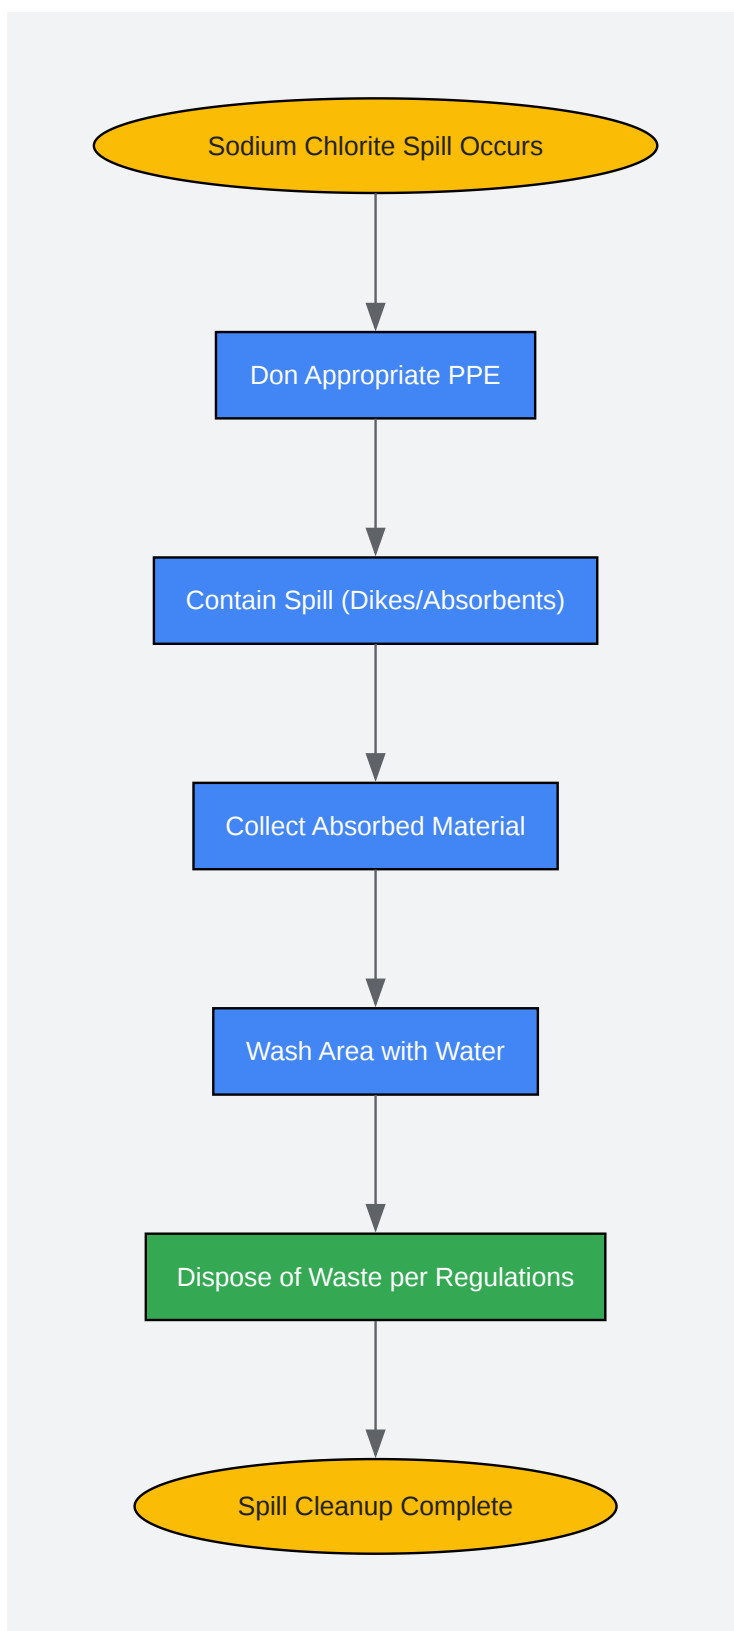 Sodium Chlorite Spill Occurs
Don Appropriate PPE
Contain Spill (Dikes/Absorbents)
Collect Absorbed Material
Wash Area with Water
Dispose of Waste per Regulations
Spill Cleanup Complete